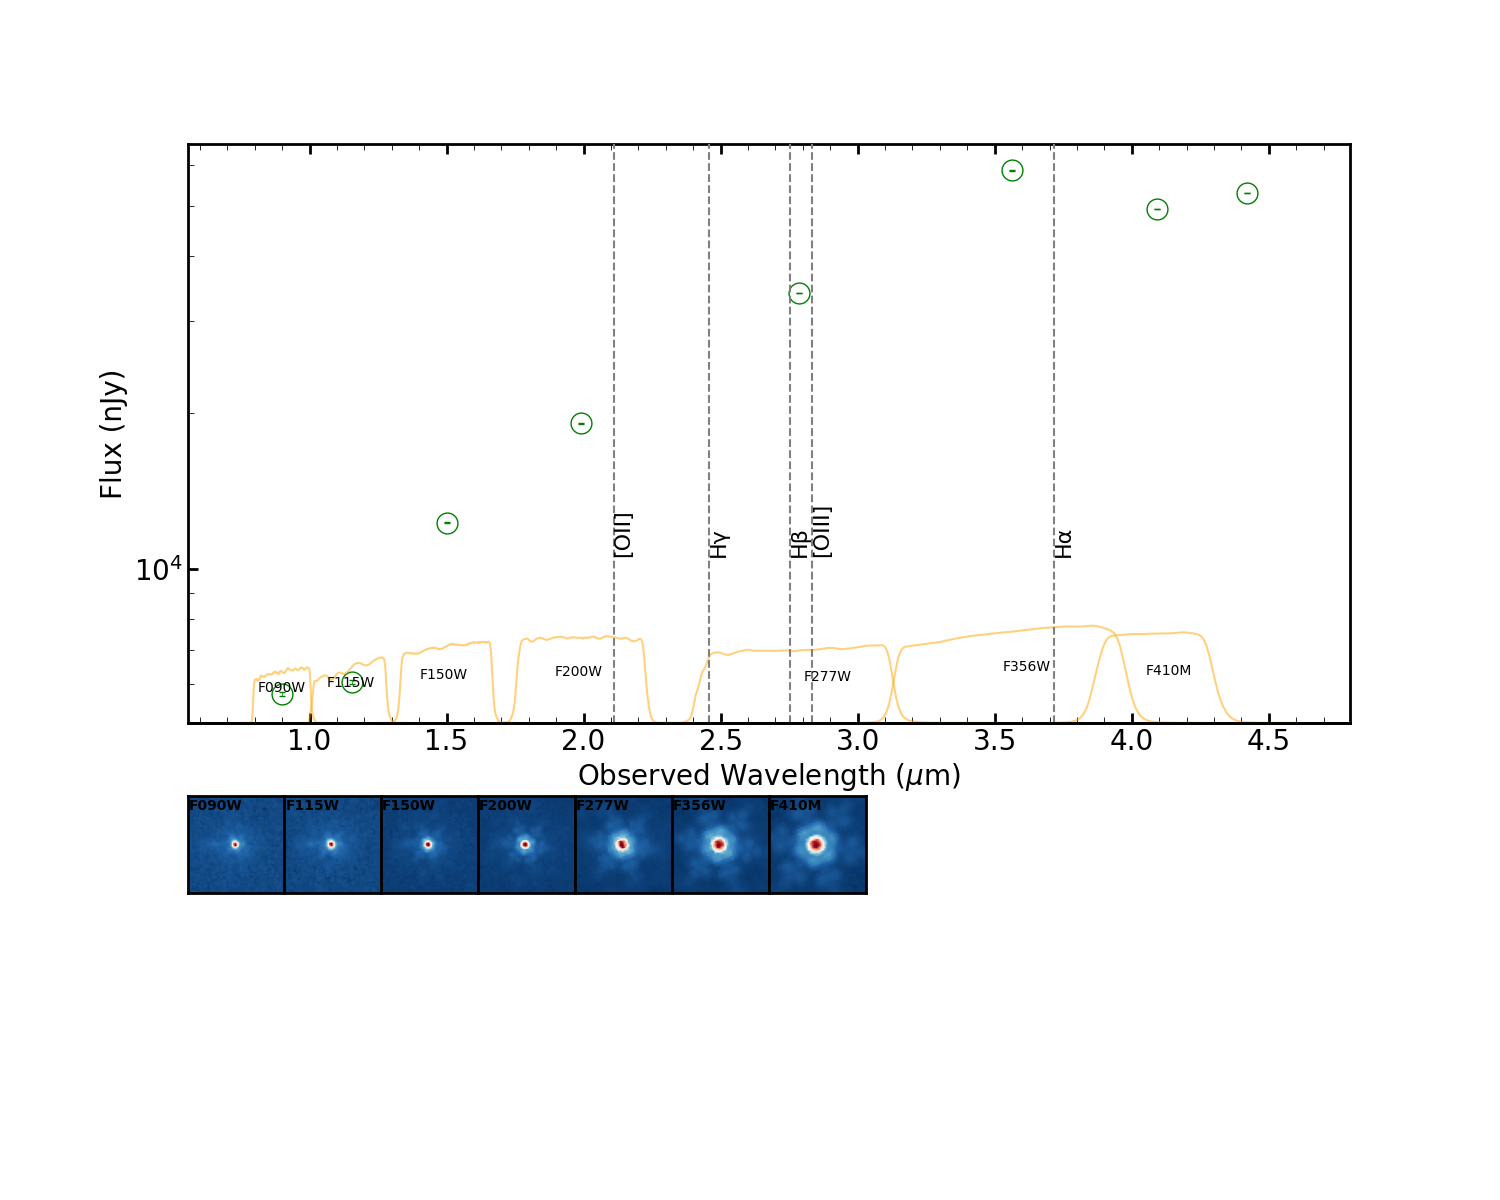 Flux (nJy)
10⁴
[OII]
Hγ
Hβ
[OIII]
Hα
F090W
F115W
F150W
F200W
F277W
F356W
F410M
1.0 1.5 2.0 2.5 3.0 3.5 4.0 4.5
Observed Wavelength (μm)
F090W F115W F150W F200W F277W F356W F410M